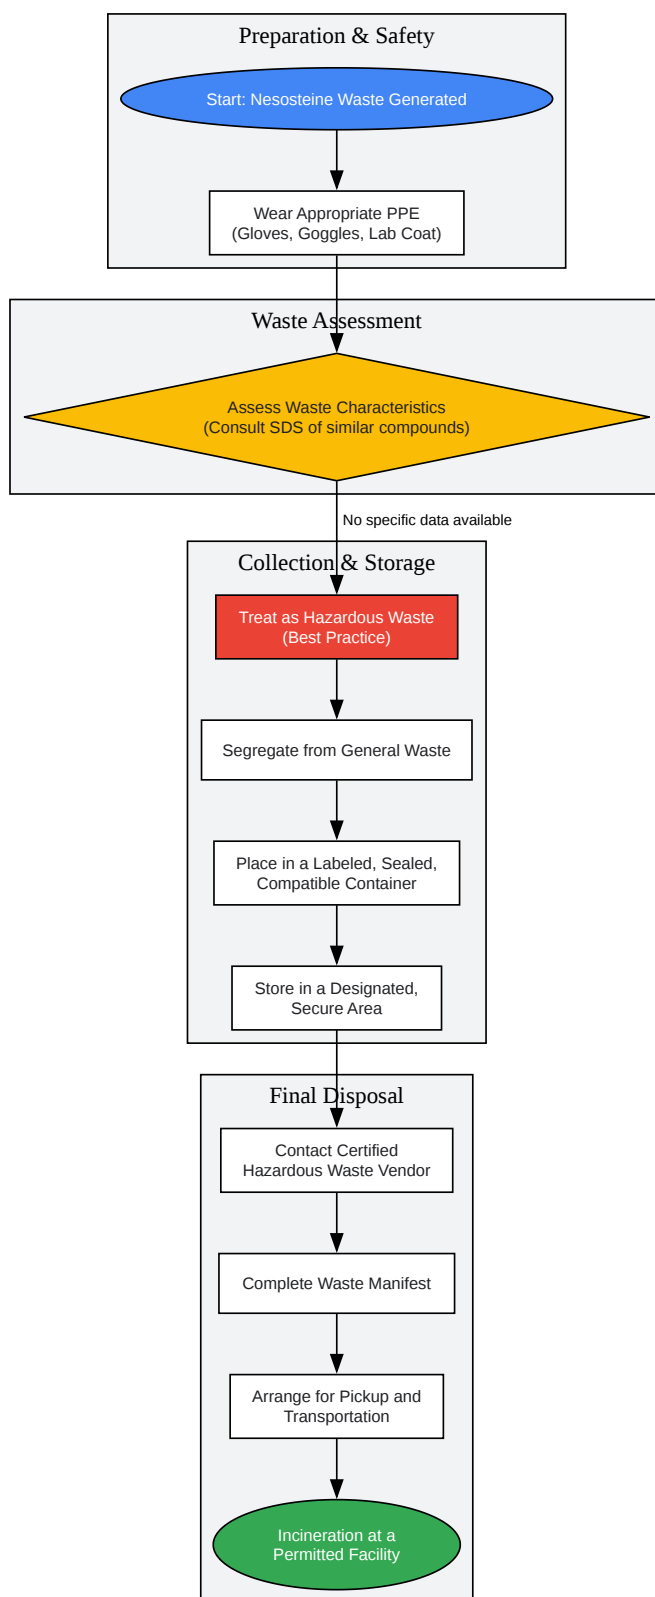 Preparation & Safety
Start: Nesosteine Waste Generated
Wear Appropriate PPE
(Gloves, Goggles, Lab Coat)
Waste Assessment
Assess Waste Characteristics
(Consult SDS of similar compounds)
No specific data available
Collection & Storage
Treat as Hazardous Waste
(Best Practice)
Segregate from General Waste
Place in a Labeled, Sealed,
Compatible Container
Store in a Designated,
Secure Area
Final Disposal
Contact Certified
Hazardous Waste Vendor
Complete Waste Manifest
Arrange for Pickup and
Transportation
Incineration at a
Permitted Facility